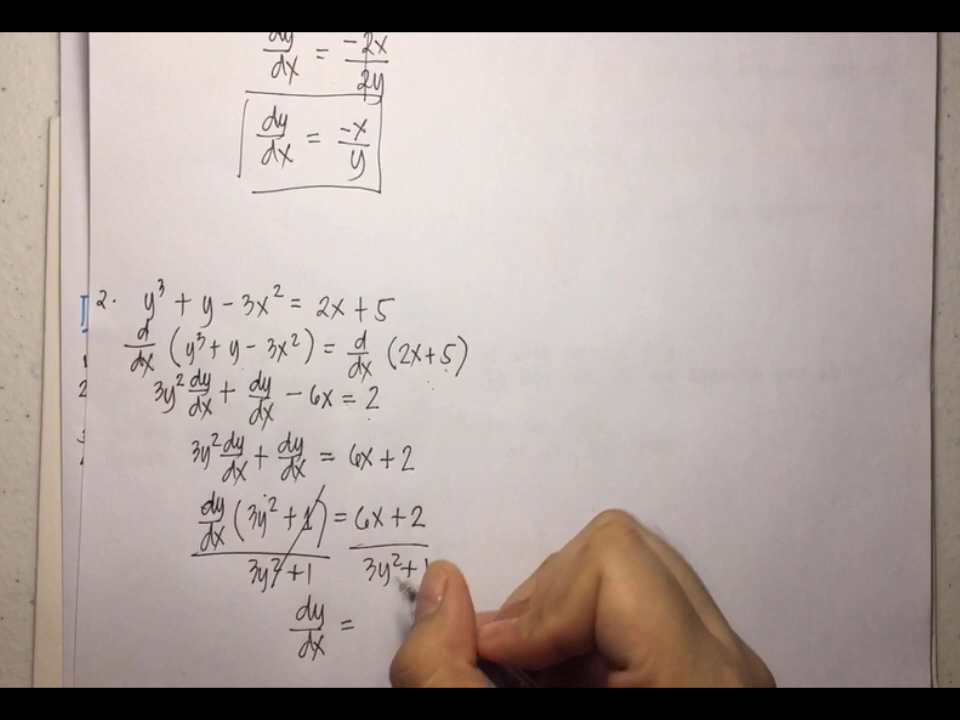 dy/dx = -2x/2y
dy/dx = -x/y
2. y³ + y - 3x² = 2x + 5
d/dx (y³ + y - 3x²) = d/dx (2x + 5)
3y² dy/dx + dy/dx - 6x = 2
3y² dy/dx + dy/dx = 6x + 2
dy/dx (3y² + 1) = 6x + 2
3y² + 1 3y² + 1
dy/dx =